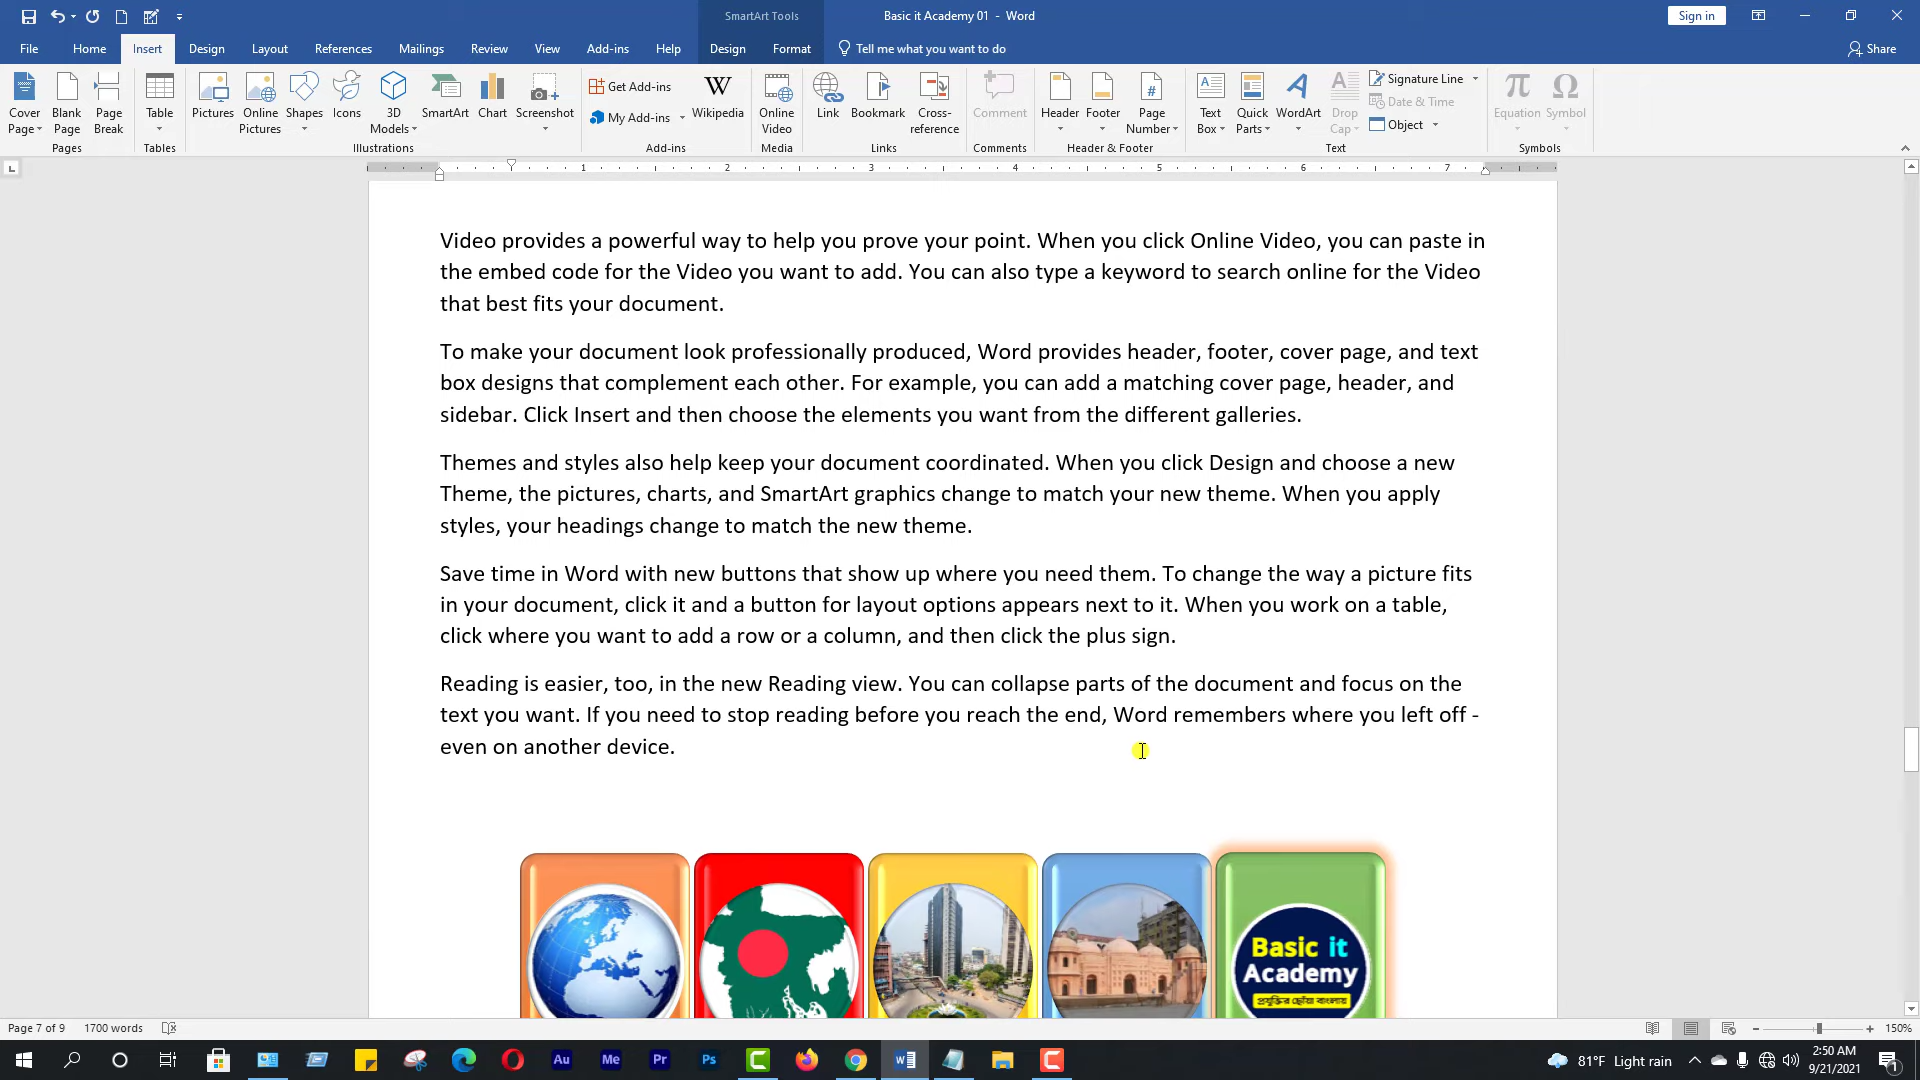 SmartArt Tools
Basic it Academy 01 - Word
Sign in
File Home Insert Design Layout References Mailings Review View Add-ins Help Design Format Tell me what you want to do
Share
Cover Page
Blank Page
Page Break
Table
Pictures
Online Pictures
Shapes
Icons
3D Models
SmartArt
Chart
Screenshot
Get Add-ins
My Add-ins
Wikipedia
Online Video
Link
Bookmark
Cross-reference
Comment
Header
Footer
Page Number
Text Box
Quick Parts
WordArt
Drop Cap
Signature Line
Date & Time
Object
Equation
Symbol
Pages Tables Illustrations Add-ins Media Links Comments Header & Footer Text Symbols
1 2 3 4 5 6 7
Video provides a powerful way to help you prove your point. When you click Online Video, you can paste in
the embed code for the Video you want to add. You can also type a keyword to search online for the Video
that best fits your document.
To make your document look professionally produced, Word provides header, footer, cover page, and text
box designs that complement each other. For example, you can add a matching cover page, header, and
sidebar. Click Insert and then choose the elements you want from the different galleries.
Themes and styles also help keep your document coordinated. When you click Design and choose a new
Theme, the pictures, charts, and SmartArt graphics change to match your new theme. When you apply
styles, your headings change to match the new theme.
Save time in Word with new buttons that show up where you need them. To change the way a picture fits
in your document, click it and a button for layout options appears next to it. When you work on a table,
click where you want to add a row or a column, and then click the plus sign.
Reading is easier, too, in the new Reading view. You can collapse parts of the document and focus on the
text you want. If you need to stop reading before you reach the end, Word remembers where you left off -
even on another device.
Basic it
Academy
প্রযুক্তির ছোঁয়া বাংলায়
Page 7 of 9 1700 words
150%
Au Me Pr Ps
81°F Light rain
2:50 AM
9/21/2021
1